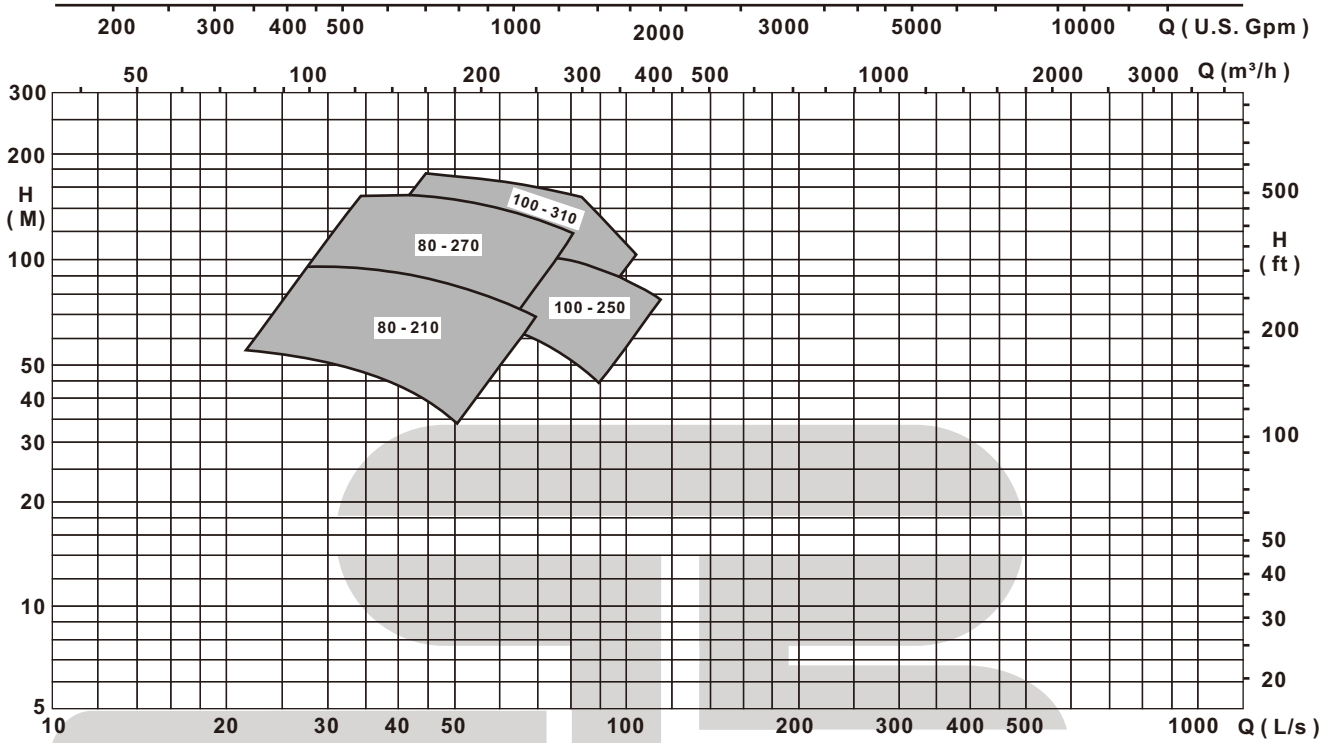 200 300 400 500 1000 2000 3000 5000 10000 Q ( U.S. Gpm )
50 100 200 300 400 500 1000 2000 3000 Q (m³/h )
300
200
H
( M)
100
50
40
30
20
10
5
100 - 310
80 - 270
100 - 250
80 - 210
500
H
( ft )
200
100
50
40
30
20
10 20 30 40 50 100 200 300 400 500 1000 Q ( L/s )